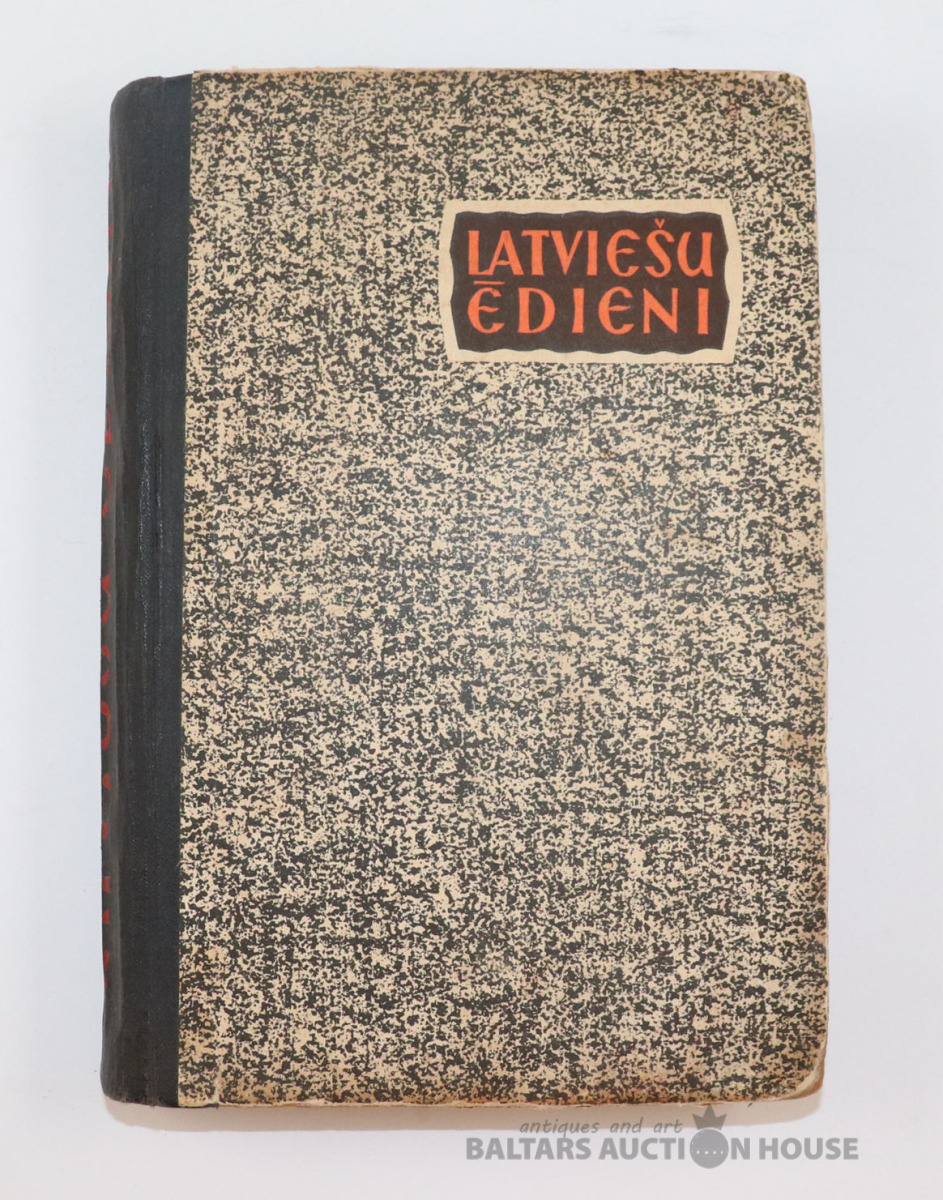 LATVIEŠU
ĒDIENI
antiques and art
BALTARS AUCTION HOUSE